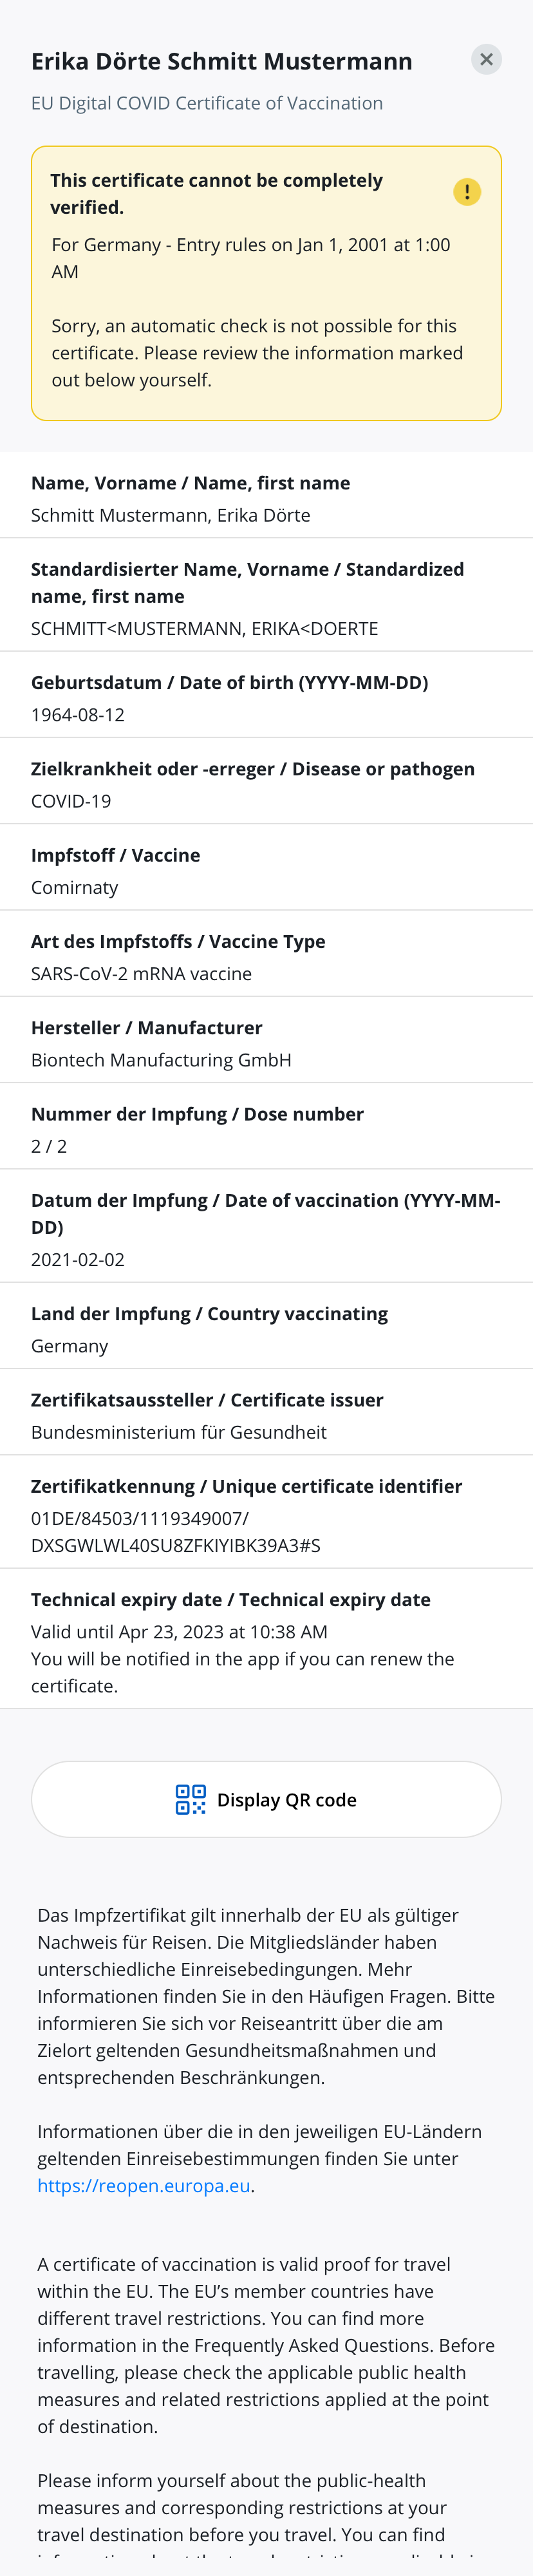 Erika Dörte Schmitt Mustermann
EU Digital COVID Certificate of Vaccination
This certificate cannot be completely
verified.
For Germany - Entry rules on Jan 1, 2001 at 1:00
AM
Sorry, an automatic check is not possible for this
certificate. Please review the information marked
out below yourself.
Name, Vorname / Name, first name
Schmitt Mustermann, Erika Dörte
Standardisierter Name, Vorname / Standardized
name, first name
SCHMITT<MUSTERMANN, ERIKA<DOERTE
Geburtsdatum / Date of birth (YYYY-MM-DD)
1964-08-12
Zielkrankheit oder -erreger / Disease or pathogen
COVID-19
Impfstoff / Vaccine
Comirnaty
Art des Impfstoffs / Vaccine Type
SARS-CoV-2 mRNA vaccine
Hersteller / Manufacturer
Biontech Manufacturing GmbH
Nummer der Impfung / Dose number
2 / 2
Datum der Impfung / Date of vaccination (YYYY-MM-
DD)
2021-02-02
Land der Impfung / Country vaccinating
Germany
Zertifikatsaussteller / Certificate issuer
Bundesministerium für Gesundheit
Zertifikatkennung / Unique certificate identifier
01DE/84503/1119349007/
DXSGWLWL40SU8ZFKIYIBK39A3#S
Technical expiry date / Technical expiry date
Valid until Apr 23, 2023 at 10:38 AM
You will be notified in the app if you can renew the
certificate.
Display QR code
Das Impfzertifikat gilt innerhalb der EU als gültiger
Nachweis für Reisen. Die Mitgliedsländer haben
unterschiedliche Einreisebedingungen. Mehr
Informationen finden Sie in den Häufigen Fragen. Bitte
informieren Sie sich vor Reiseantritt über die am
Zielort geltenden Gesundheitsmaßnahmen und
entsprechenden Beschränkungen.
Informationen über die in den jeweiligen EU-Ländern
geltenden Einreisebestimmungen finden Sie unter
https://reopen.europa.eu.
A certificate of vaccination is valid proof for travel
within the EU. The EU’s member countries have
different travel restrictions. You can find more
information in the Frequently Asked Questions. Before
travelling, please check the applicable public health
measures and related restrictions applied at the point
of destination.
Please inform yourself about the public-health
measures and corresponding restrictions at your
travel destination before you travel. You can find